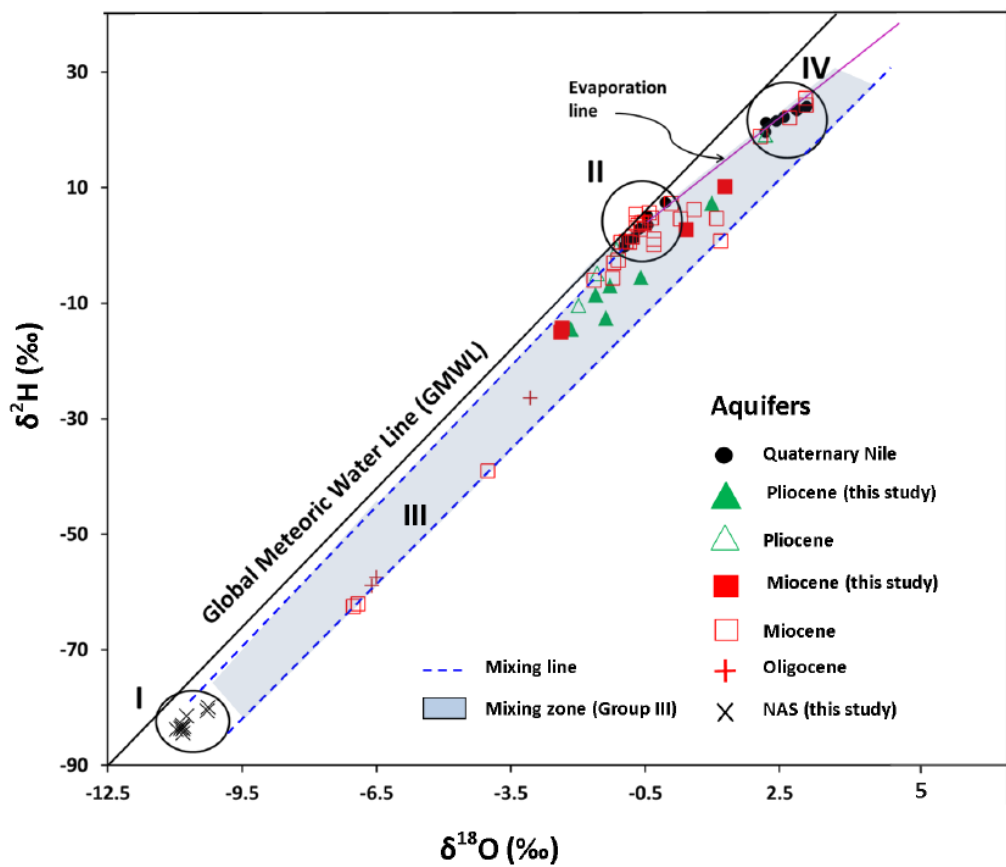 30
10
-10
-30
-50
-70
-90
-12.5
-9.5
-6.5
-3.5
-0.5
2.5
5
δ²H (‰)
δ¹⁸O (‰)
Global Meteoric Water Line (GMWL)
Evaporation
line
I
II
III
IV
Mixing line
Mixing zone (Group III)
Aquifers
Quaternary Nile
Pliocene (this study)
Pliocene
Miocene (this study)
Miocene
Oligocene
NAS (this study)